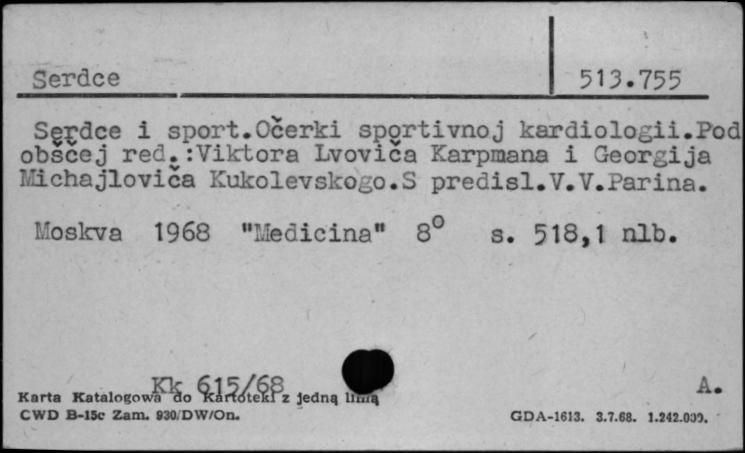 Serdce 513.755
Serdce i sport.Očerki sportivnoj kardiologii.Pod
obščej red.:Viktora Lvoviča Karpmana i Georgija
Michajloviča Kukolevskogo.S predisl.V.V.Parina.
Moskva 1968 "Medicina" 8° s. 518,1 nlb.
Kk 615/68 A.
Karta Katalogowa do Kartoteki z jedną linią
CWD B-15c Zam. 930/DW/On. GDA-1613. 3.7.68. 1.242.000.